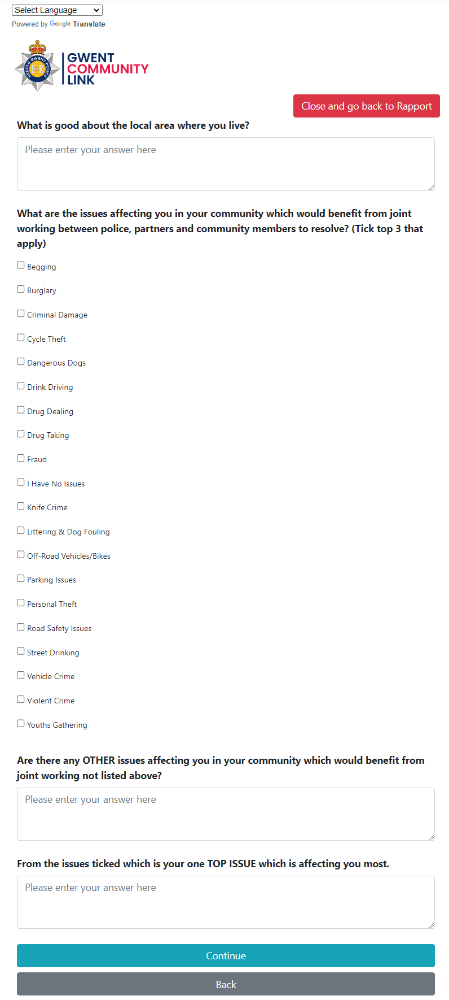 Select Language
Powered by Google Translate
HEDDLU GWENT POLICE
E R
GWENT
COMMUNITY
LINK
Close and go back to Rapport
What is good about the local area where you live?
Please enter your answer here
What are the issues affecting you in your community which would benefit from joint
working between police, partners and community members to resolve? (Tick top 3 that
apply)
Begging
Burglary
Criminal Damage
Cycle Theft
Dangerous Dogs
Drink Driving
Drug Dealing
Drug Taking
Fraud
I Have No Issues
Knife Crime
Littering & Dog Fouling
Off-Road Vehicles/Bikes
Parking Issues
Personal Theft
Road Safety Issues
Street Drinking
Vehicle Crime
Violent Crime
Youths Gathering
Are there any OTHER issues affecting you in your community which would benefit from
joint working not listed above?
Please enter your answer here
From the issues ticked which is your one TOP ISSUE which is affecting you most.
Please enter your answer here
Continue
Back